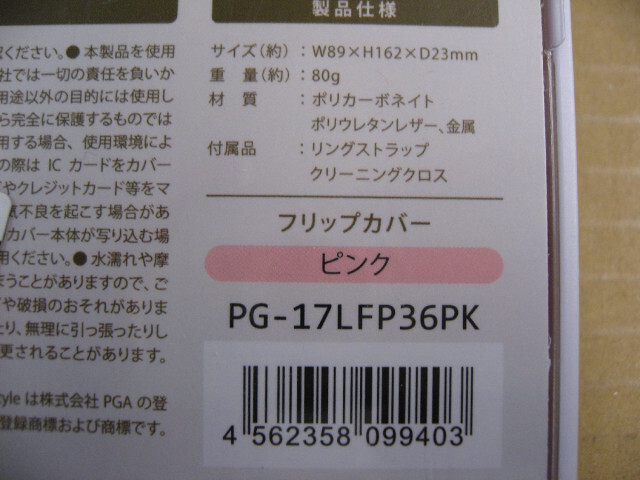 認ください。● 本製品を使用
社では一切の責任を負いか
用途以外の目的には使用し
ら完全に保護するものでは
用する場合、使用環境によ
の際は IC カードをカバー
ドやクレジットカード等をマ
気不良を起こす場合があ
カバー本体が写り込む場
用ください。● 水濡れや摩
まうことがありますので、ご
や破損のおそれがありま
たり、無理に引っ張ったりし
更されることがあります。
tyle は株式会社 PGA の登
登録商標および商標です。
製品仕様
サイズ(約):W89×H162×D23mm
重 量(約):80g
材 質 :ポリカーボネイト
ポリウレタンレザー、金属
付属品 :リングストラップ
クリーニングクロス
フリップカバー
ピンク
PG-17LFP36PK
4 562358 099403